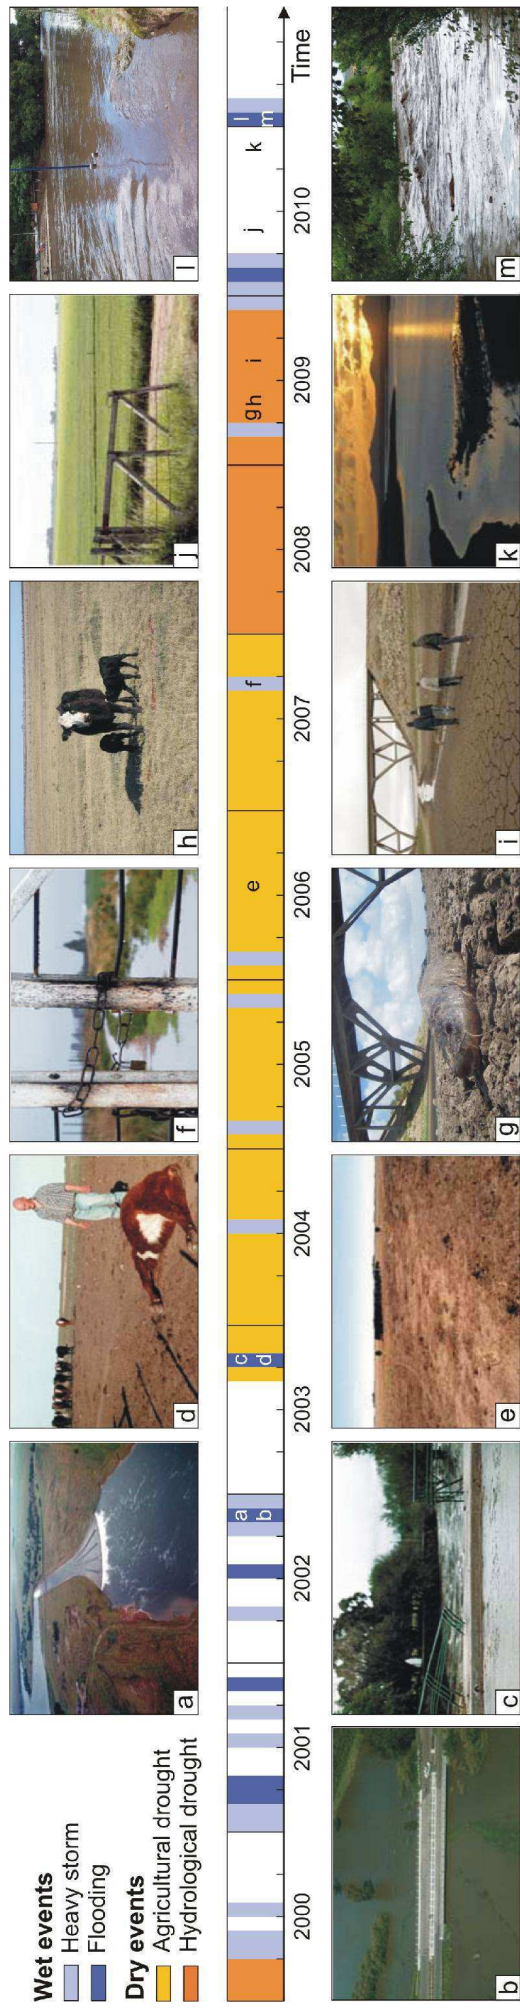 Wet events
Heavy storm
Flooding
Dry events
Agricultural drought
Hydrological drought
a
d
f
h
j
l
a
b
c
d
e
f
g h
i
j
k
l
m
2000
2001
2002
2003
2004
2005
2006
2007
2008
2009
2010
Time
b
c
e
g
i
k
m